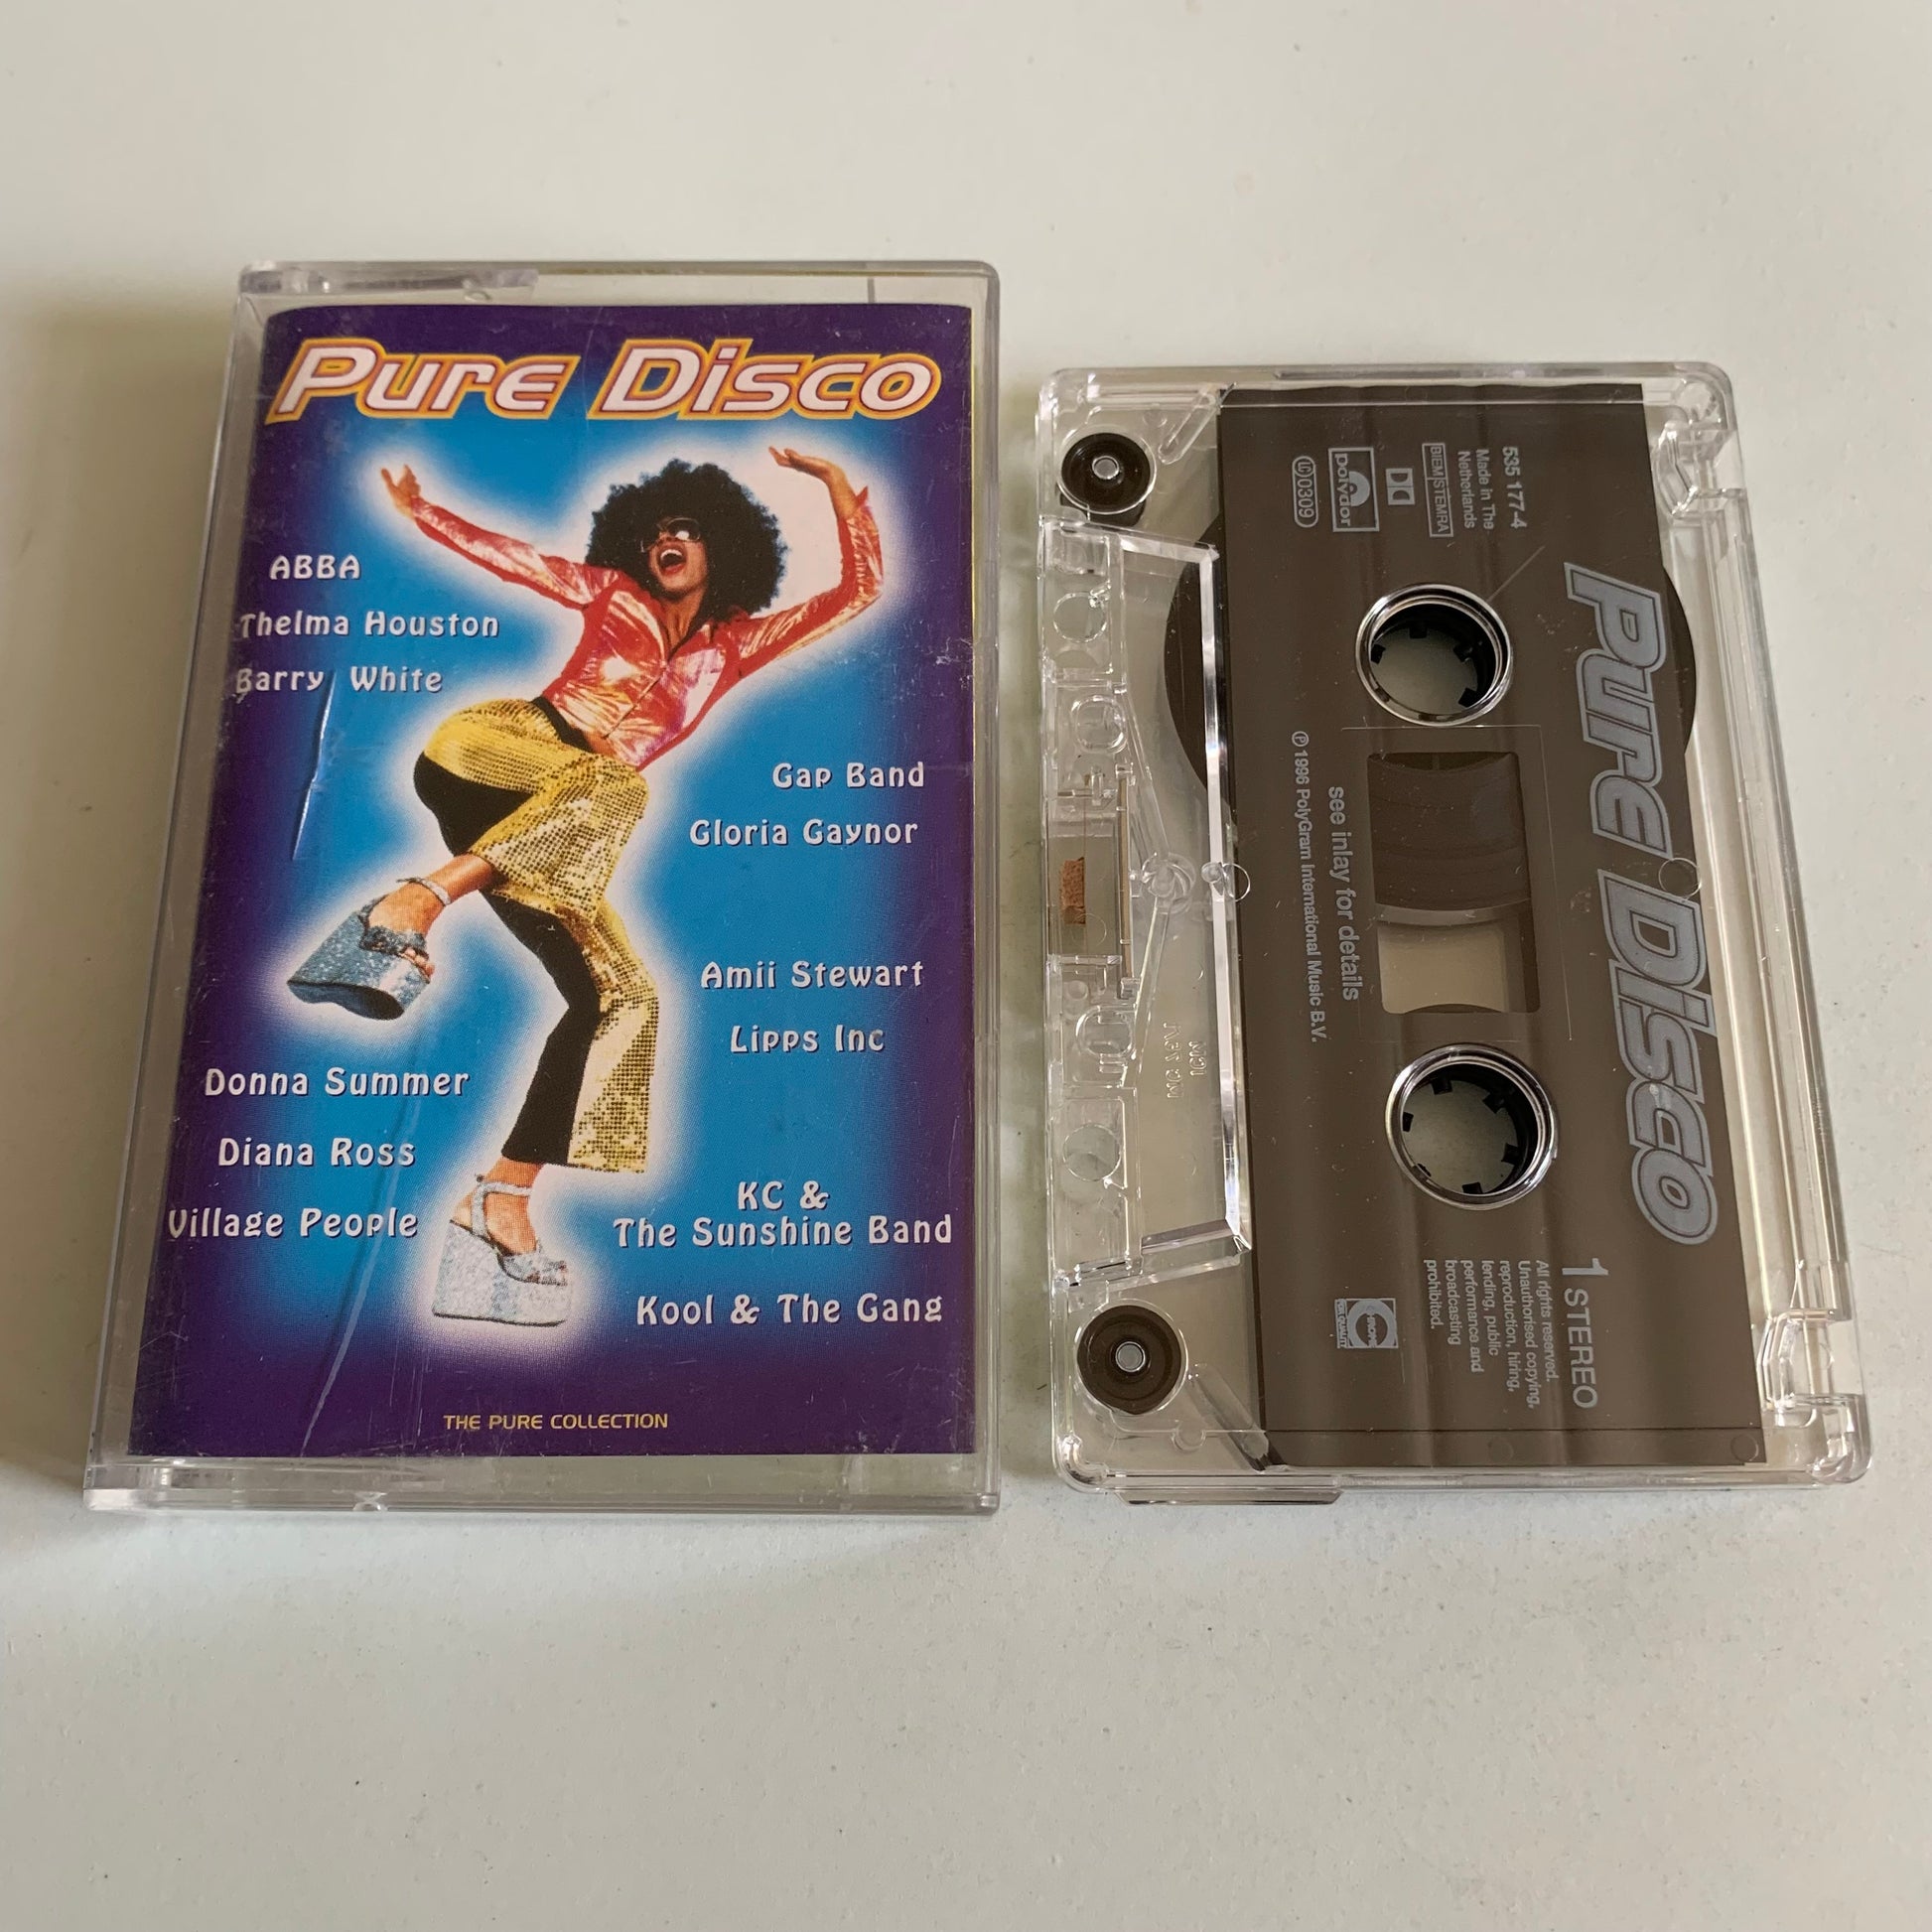 Pure Disco
ABBA
Thelma Houston
Barry White
Gap Band
Gloria Gaynor
Amii Stewart
Lipps Inc
Donna Summer
Diana Ross
Village People
KC &
The Sunshine Band
Kool & The Gang
THE PURE COLLECTION
Pure Disco
535 177-4
Made in The
Netherlands
BIEM STEMRA
polydor
LC 0309
see inlay for details
℗ 1996 PolyGram International Music B.V.
1 STEREO
All rights reserved.
Unauthorised copying,
reproduction, hiring,
lending, public
performance and
broadcasting
prohibited.